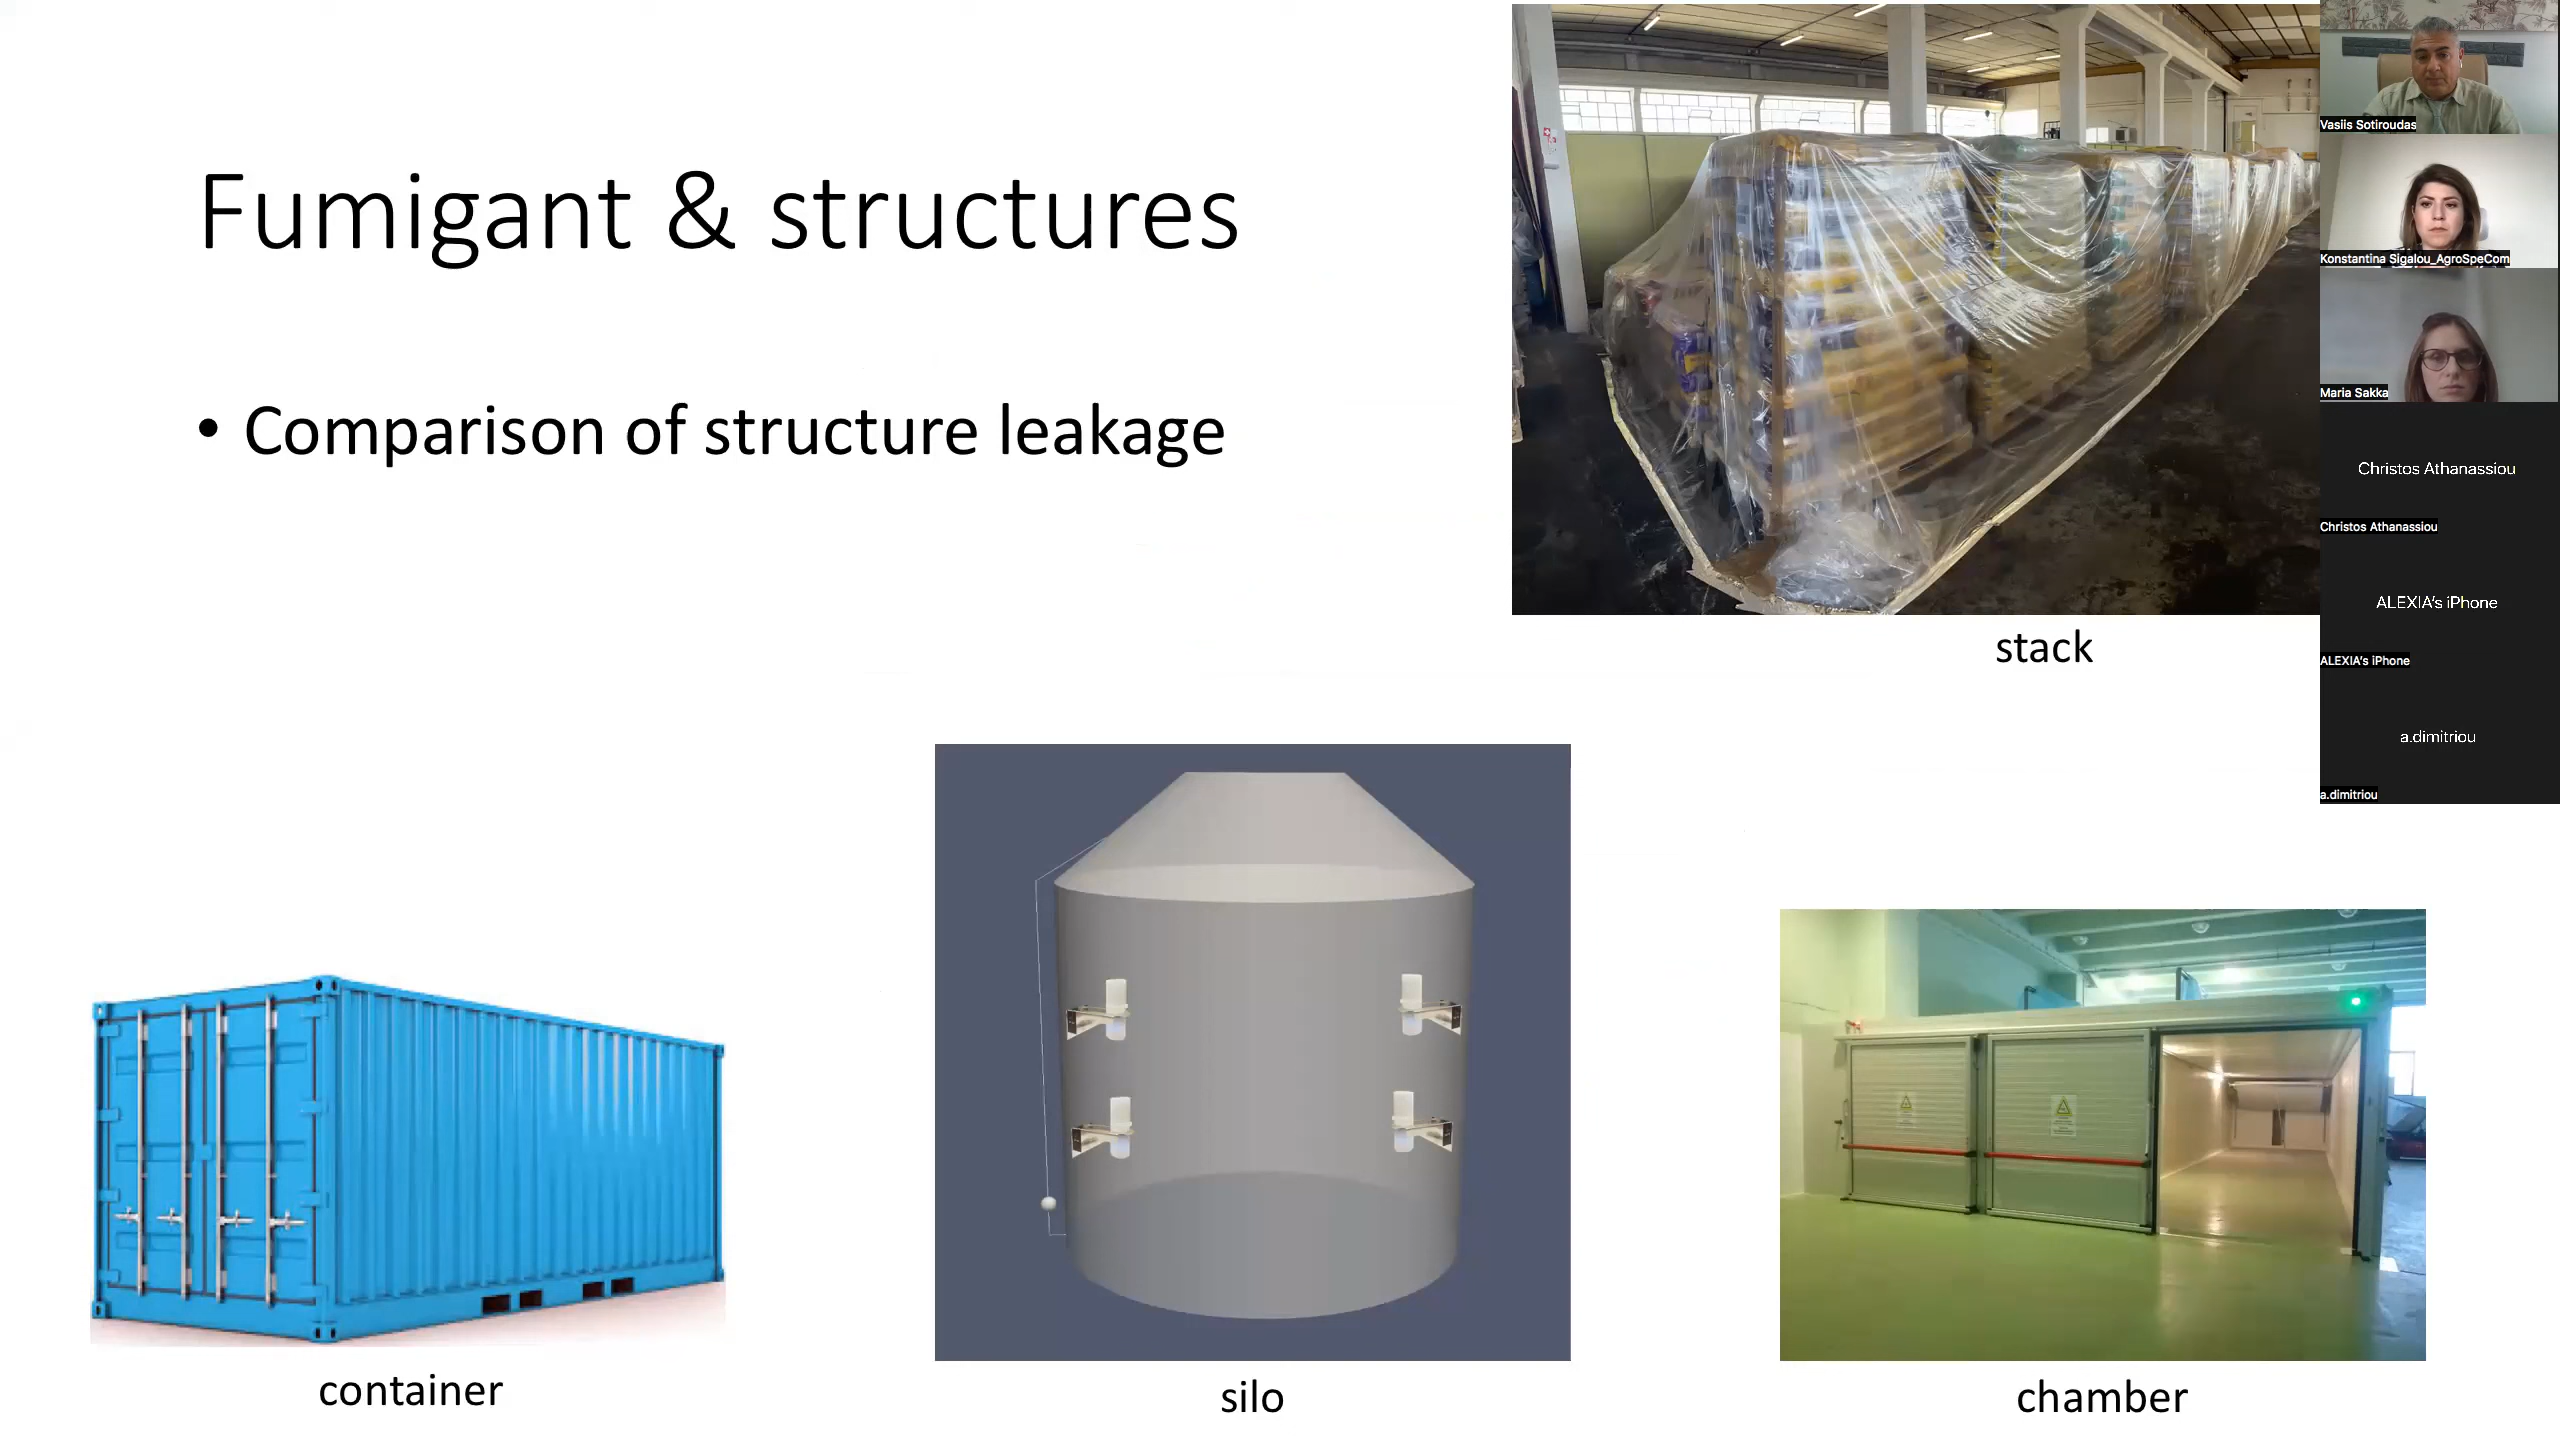 Fumigant & structures
• Comparison of structure leakage
stack
container
silo
chamber
Vasiis Sotiroudas
Konstantina Sigalou_AgroSpeCom
Maria Sakka
Christos Athanassiou
Christos Athanassiou
ALEXIA's iPhone
ALEXIA's iPhone
a.dimitriou
a.dimitriou